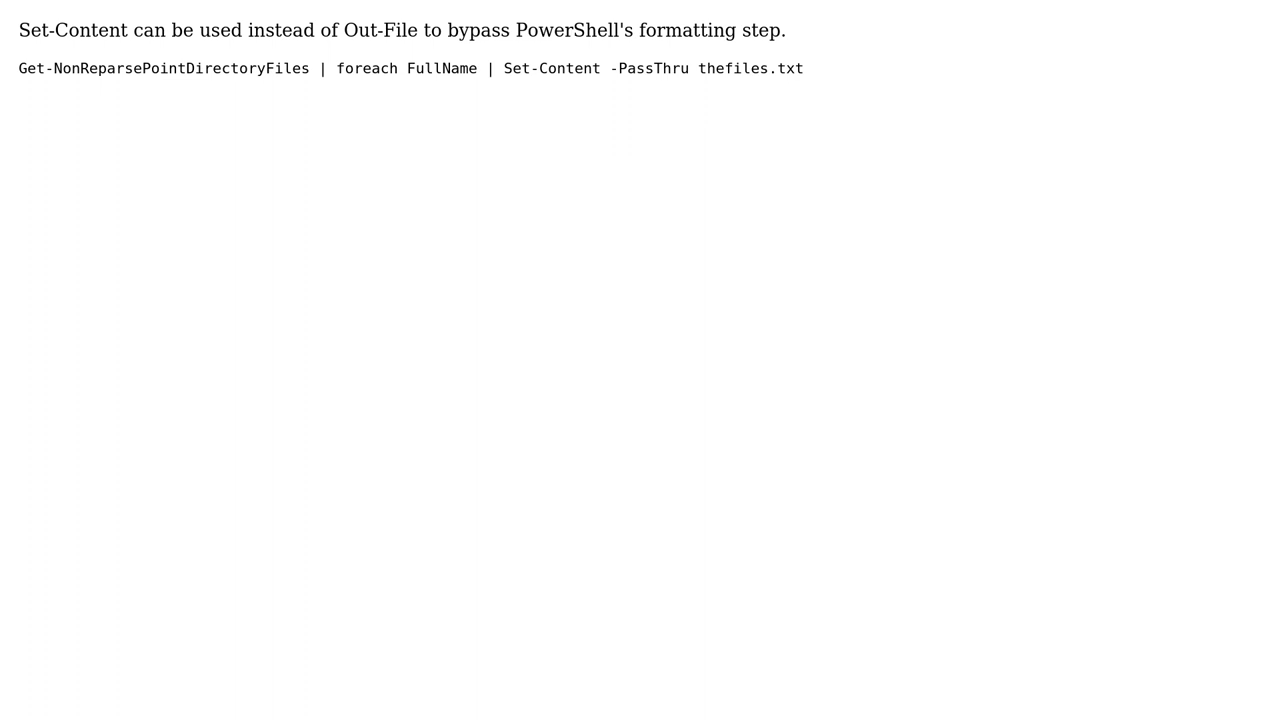 Set-Content can be used instead of Out-File to bypass PowerShell's formatting step.
Get-NonReparsePointDirectoryFiles | foreach FullName | Set-Content -PassThru thefiles.txt